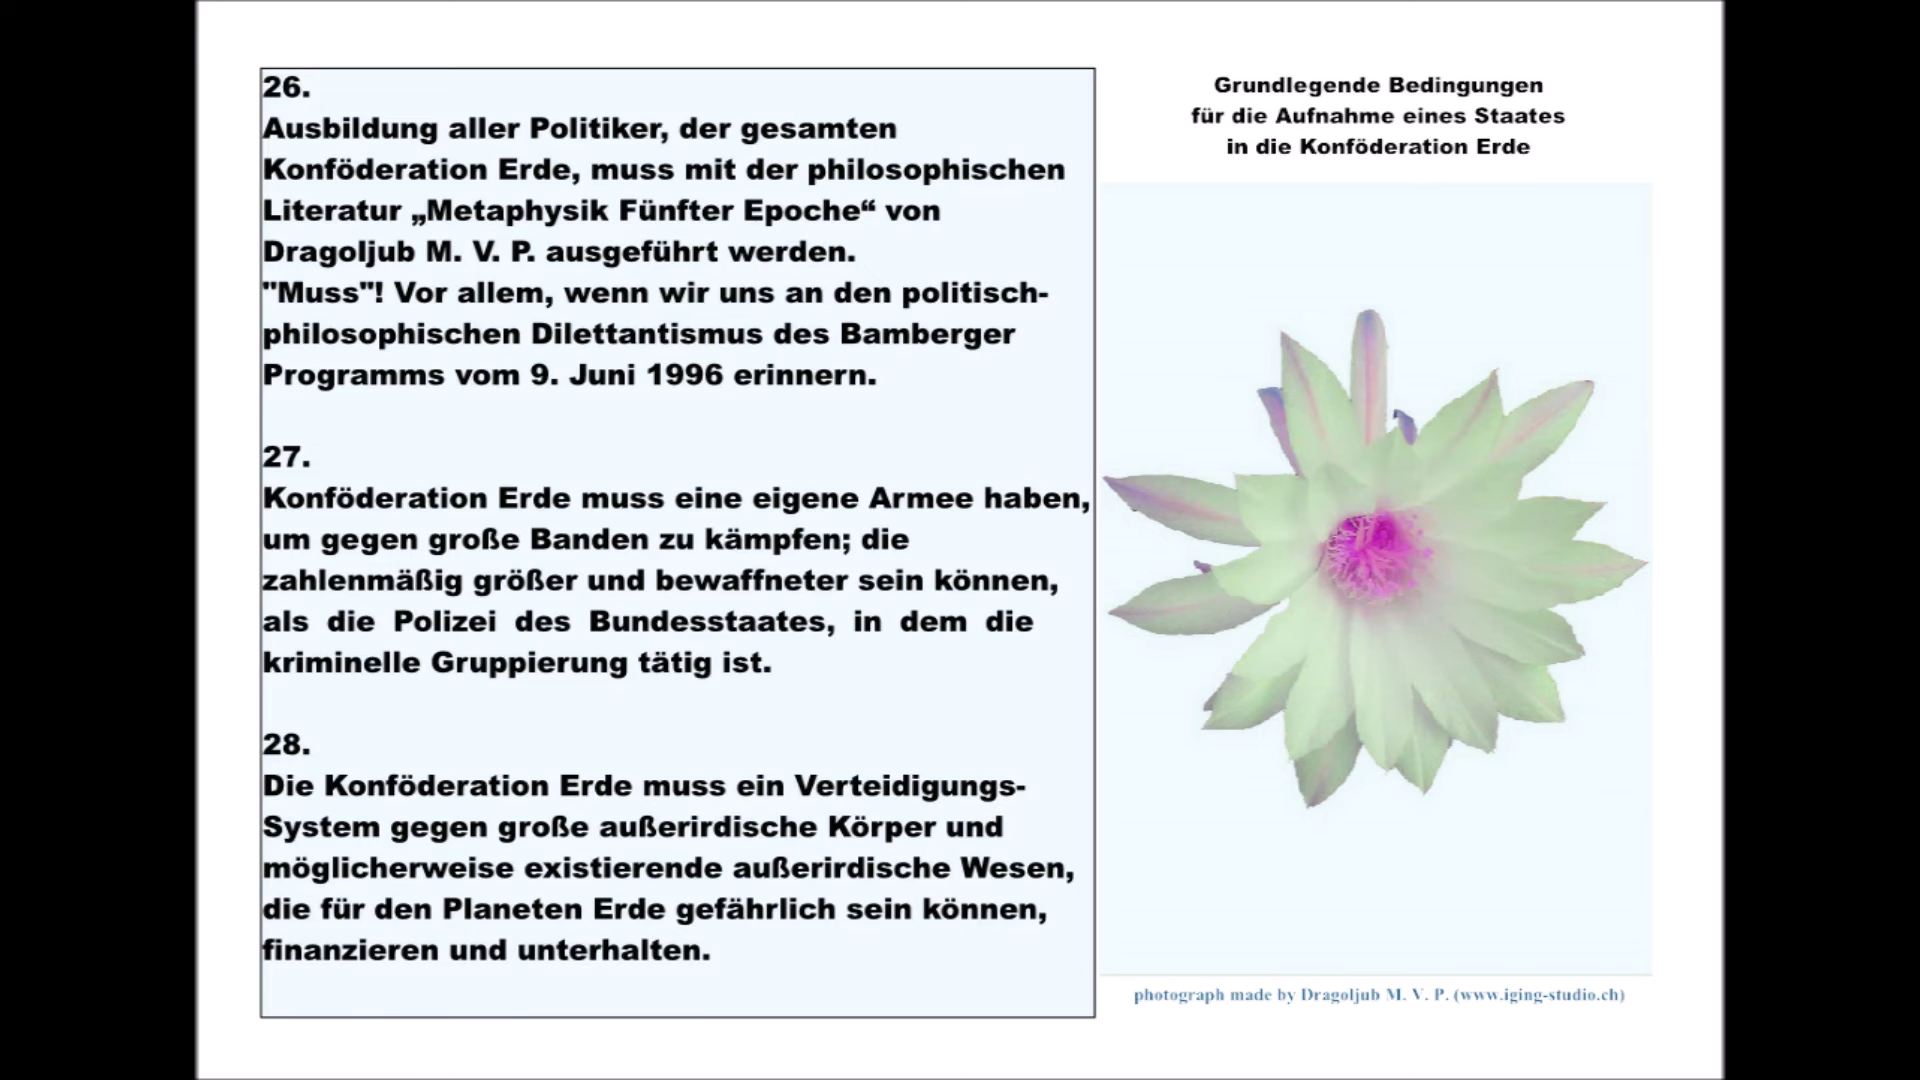 26.
Ausbildung aller Politiker, der gesamten
Konföderation Erde, muss mit der philosophischen
Literatur „Metaphysik Fünfter Epoche“ von
Dragoljub M. V. P. ausgeführt werden.
"Muss"! Vor allem, wenn wir uns an den politisch-
philosophischen Dilettantismus des Bamberger
Programms vom 9. Juni 1996 erinnern.
27.
Konföderation Erde muss eine eigene Armee haben,
um gegen große Banden zu kämpfen; die
zahlenmäßig größer und bewaffneter sein können,
als die Polizei des Bundesstaates, in dem die
kriminelle Gruppierung tätig ist.
28.
Die Konföderation Erde muss ein Verteidigungs-
System gegen große außerirdische Körper und
möglicherweise existierende außerirdische Wesen,
die für den Planeten Erde gefährlich sein können,
finanzieren und unterhalten.
Grundlegende Bedingungen
für die Aufnahme eines Staates
in die Konföderation Erde
photograph made by Dragoljub M. V. P. (www.iging-studio.ch)